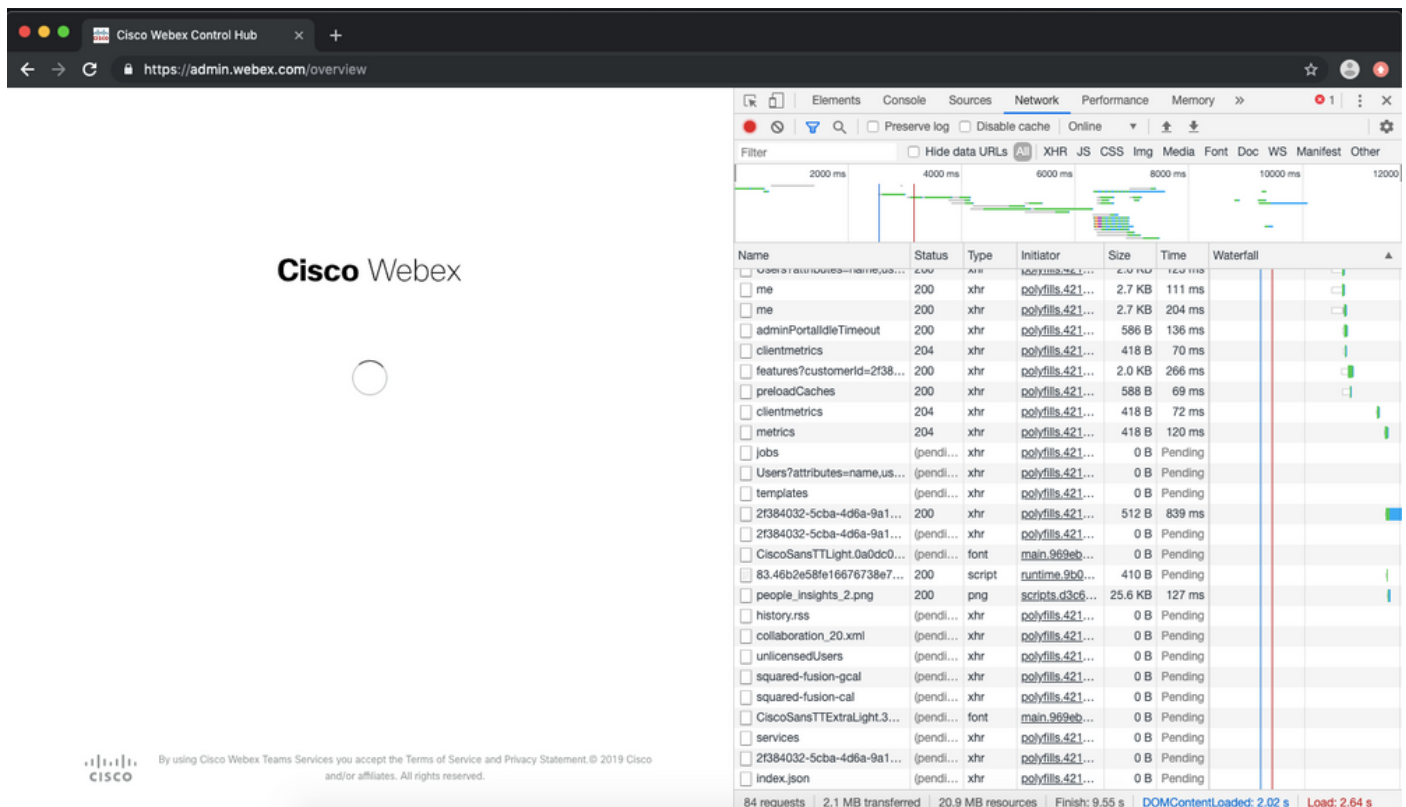 Cisco Webex Control Hub
https://admin.webex.com/overview
Elements Console Sources Network Performance Memory » 1
Preserve log Disable cache Online
Filter Hide data URLs All XHR JS CSS Img Media Font Doc WS Manifest Other
2000 ms 4000 ms 6000 ms 8000 ms 10000 ms 12000
Name Status Type Initiator Size Time Waterfall
Users?attributes=name,us... 200 xhr polyfills.421... 2.0 KB 123 ms
me 200 xhr polyfills.421... 2.7 KB 111 ms
me 200 xhr polyfills.421... 2.7 KB 204 ms
adminPortalIdleTimeout 200 xhr polyfills.421... 586 B 136 ms
clientmetrics 204 xhr polyfills.421... 418 B 70 ms
features?customerId=2f38... 200 xhr polyfills.421... 2.0 KB 266 ms
preloadCaches 200 xhr polyfills.421... 588 B 69 ms
clientmetrics 204 xhr polyfills.421... 418 B 72 ms
metrics 204 xhr polyfills.421... 418 B 120 ms
jobs (pendi... xhr polyfills.421... 0 B Pending
Users?attributes=name,us... (pendi... xhr polyfills.421... 0 B Pending
templates (pendi... xhr polyfills.421... 0 B Pending
2f384032-5cba-4d6a-9a1... 200 xhr polyfills.421... 512 B 839 ms
2f384032-5cba-4d6a-9a1... (pendi... xhr polyfills.421... 0 B Pending
CiscoSansTTLight.0a0dc0... (pendi... font main.969eb... 0 B Pending
83.46b2e58fe16676738e7... 200 script runtime.9b0... 410 B Pending
people_insights_2.png 200 png scripts.d3c6... 25.6 KB 127 ms
history.rss (pendi... xhr polyfills.421... 0 B Pending
collaboration_20.xml (pendi... xhr polyfills.421... 0 B Pending
unlicensedUsers (pendi... xhr polyfills.421... 0 B Pending
squared-fusion-gcal (pendi... xhr polyfills.421... 0 B Pending
squared-fusion-cal (pendi... xhr polyfills.421... 0 B Pending
CiscoSansTTExtraLight.3... (pendi... font main.969eb... 0 B Pending
services (pendi... xhr polyfills.421... 0 B Pending
2f384032-5cba-4d6a-9a1... (pendi... xhr polyfills.421... 0 B Pending
index.json (pendi... xhr polyfills.421... 0 B Pending
84 requests 2.1 MB transferred 20.9 MB resources Finish: 9.55 s DOMContentLoaded: 2.02 s Load: 2.64 s
Cisco Webex
CISCO
By using Cisco Webex Teams Services you accept the Terms of Service and Privacy Statement.© 2019 Cisco
and/or affiliates. All rights reserved.